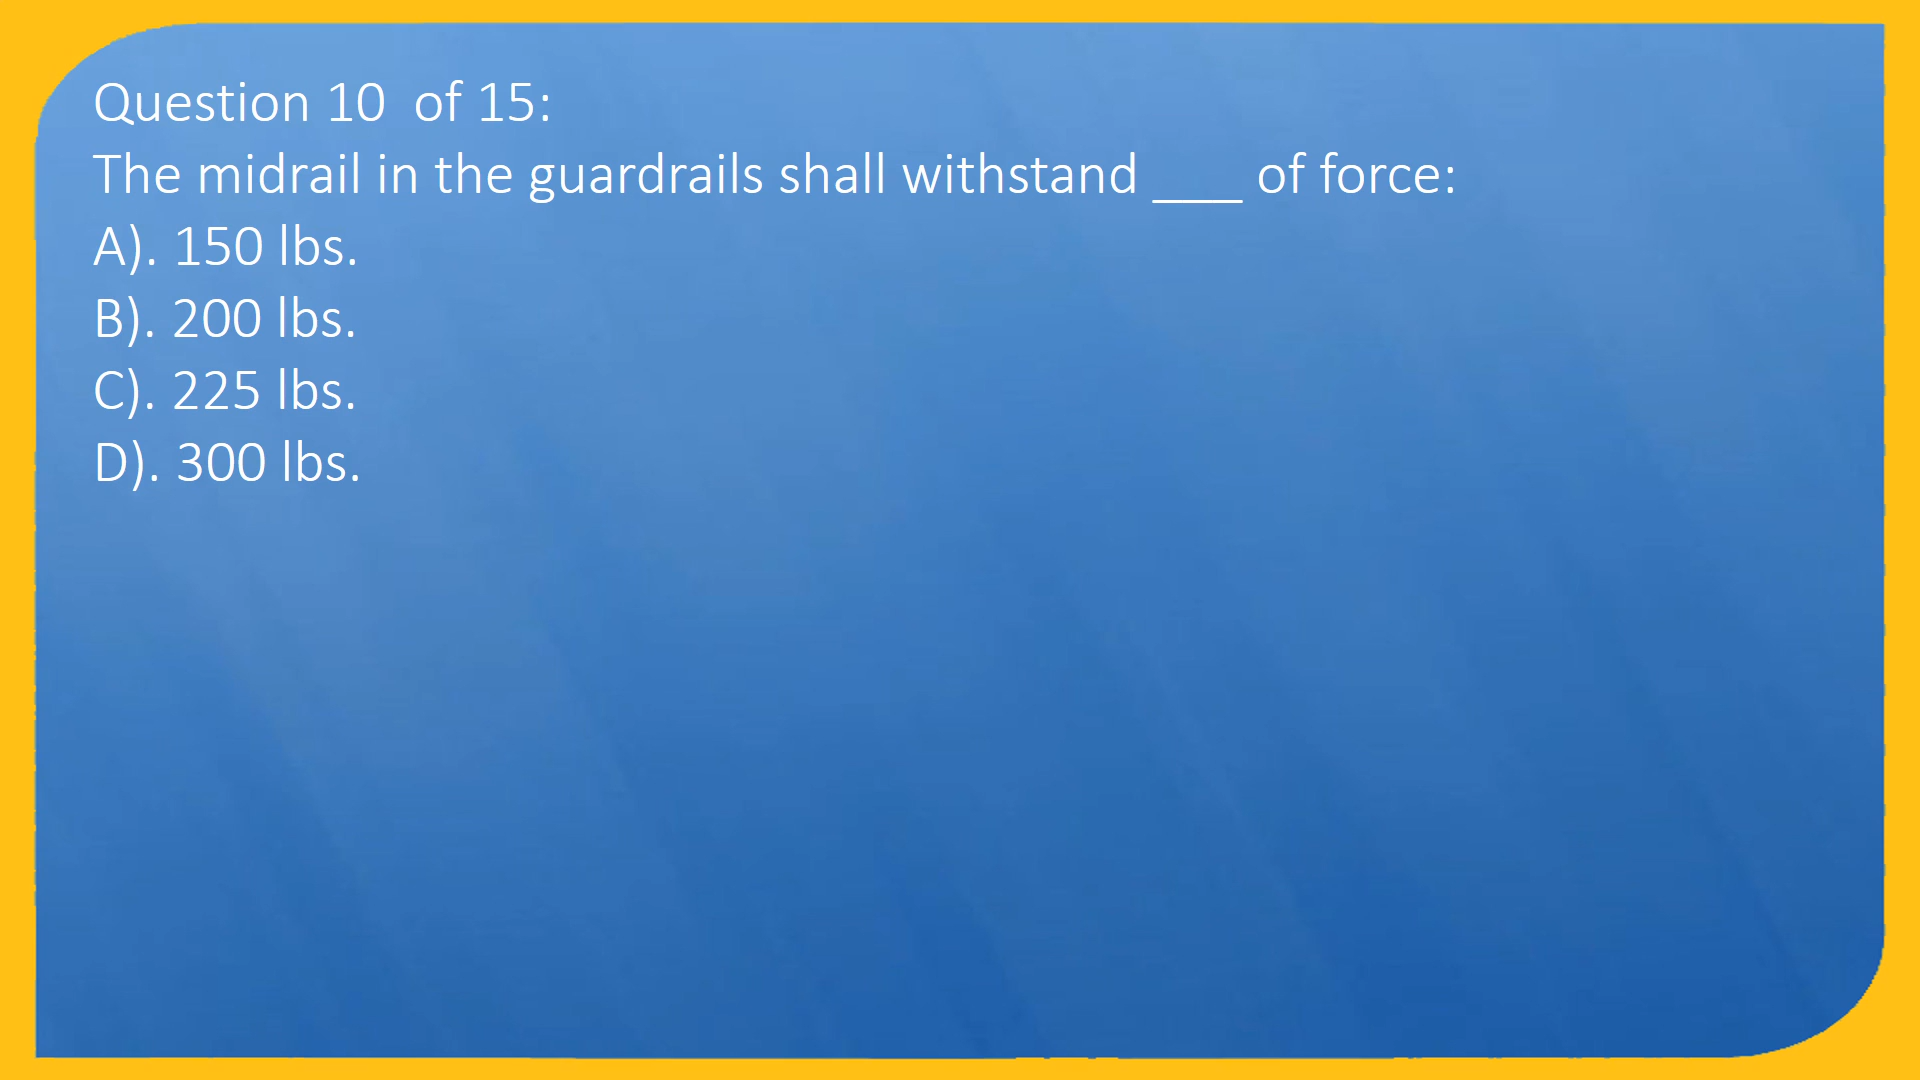 Question 10  of 15:
The midrail in the guardrails shall withstand ____ of force:
A). 150 lbs.
B). 200 lbs.
C). 225 lbs.
D). 300 lbs.